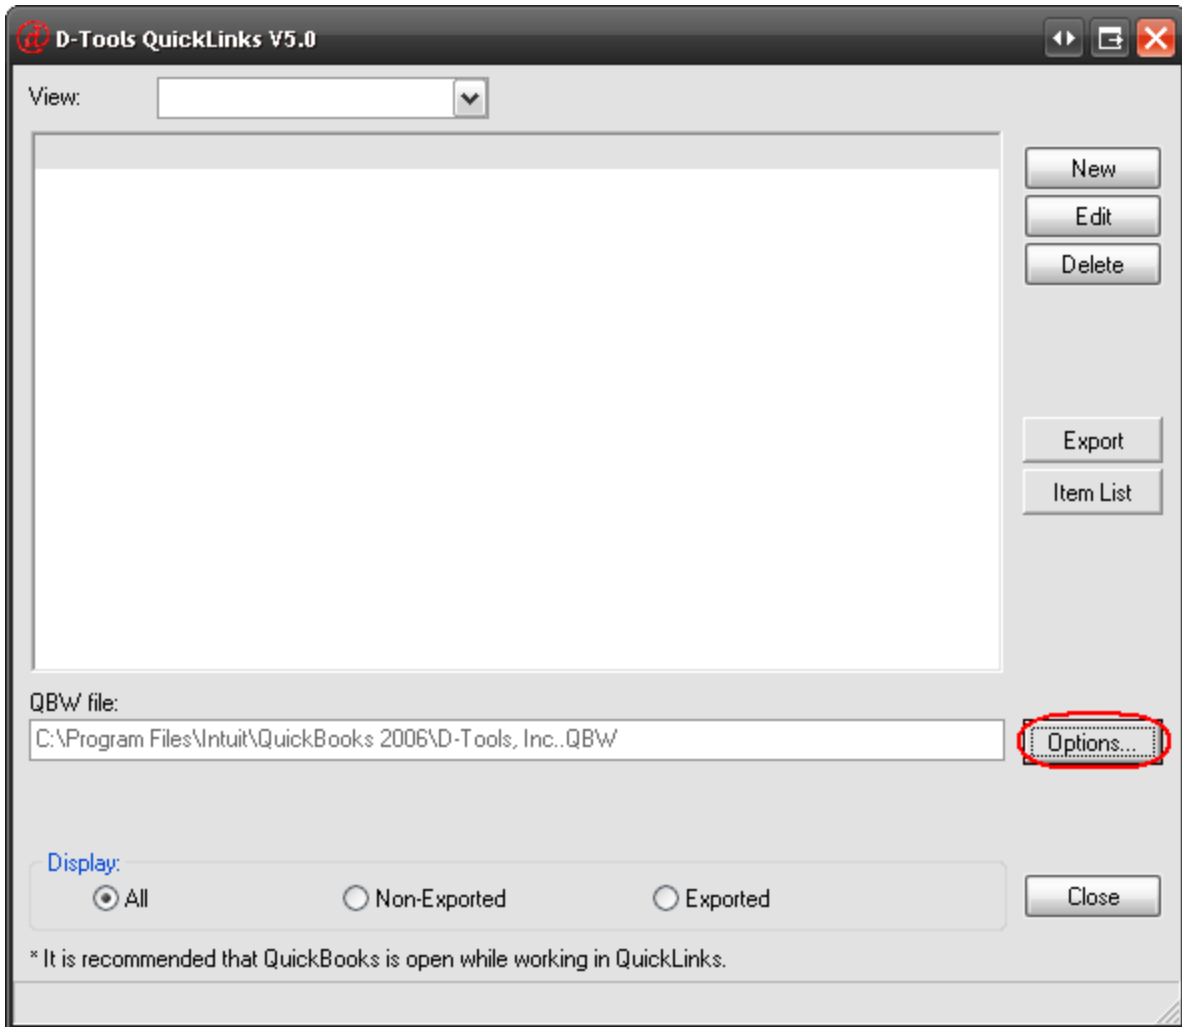 D-Tools QuickLinks V5.0
View:
New
Edit
Delete
Export
Item List
QBW file:
C:\Program Files\Intuit\QuickBooks 2006\D-Tools, Inc..QBW
Options...
Display:
All Non-Exported Exported
Close
* It is recommended that QuickBooks is open while working in QuickLinks.